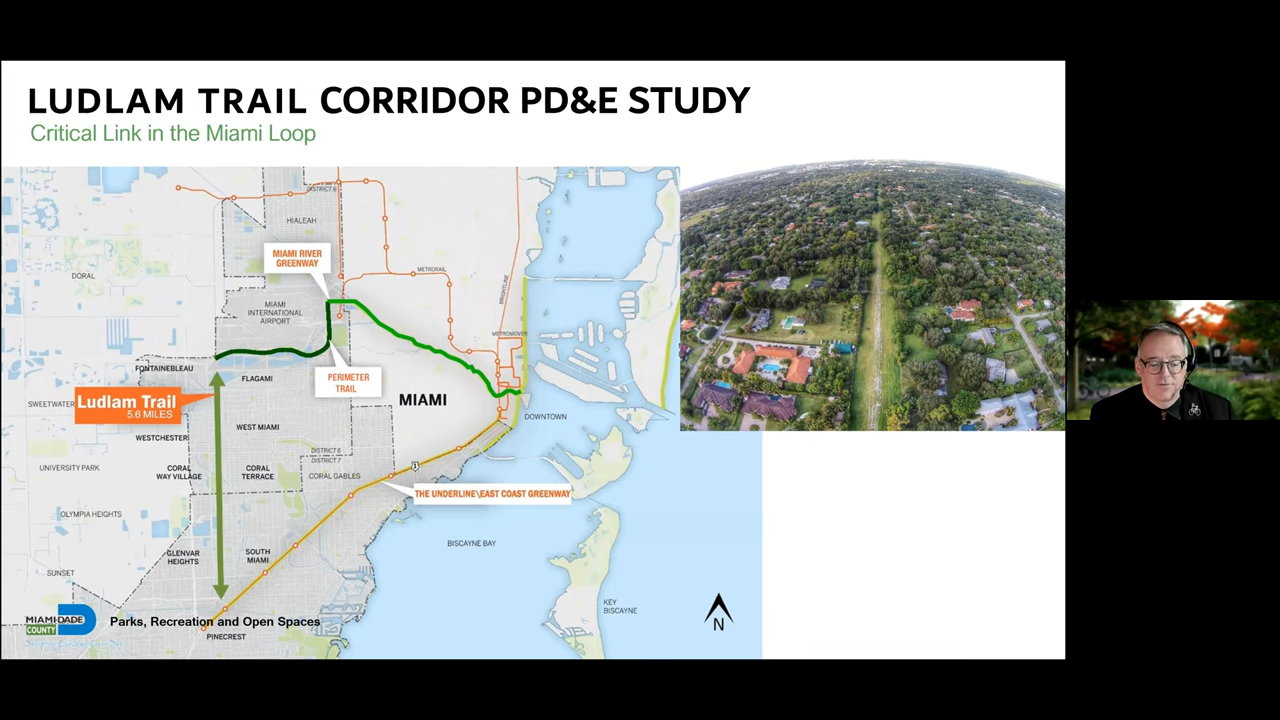 LUDLAM TRAIL CORRIDOR PD&E STUDY
Critical Link in the Miami Loop
DISTRICT 6
HIALEAH
MIAMI RIVER
GREENWAY
METRORAIL
DORAL
BRIGHTLINE
MIAMI
INTERNATIONAL
AIRPORT
METROMOVER
FONTAINEBLEAU
FLAGAMI
PERIMETER
TRAIL
Ludlam Trail
5.6 MILES
SWEETWATER
MIAMI
DOWNTOWN
WEST MIAMI
WESTCHESTER
DISTRICT 6
DISTRICT 7
1
UNIVERSITY PARK
CORAL
WAY VILLAGE
CORAL
TERRACE
CORAL GABLES
THE UNDERLINE\EAST COAST GREENWAY
OLYMPIA HEIGHTS
BISCAYNE BAY
GLENVAR
HEIGHTS
SOUTH
MIAMI
SUNSET
KEY
BISCAYNE
N
MIAMI-DADE
COUNTY
Parks, Recreation and Open Spaces
PINECREST